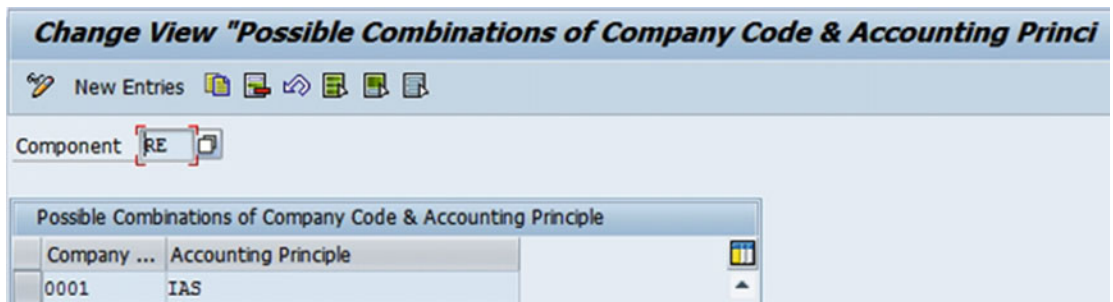 Change View "Possible Combinations of Company Code & Accounting Princi
New Entries
Component RE
Possible Combinations of Company Code & Accounting Principle
Company ... Accounting Principle
0001 IAS